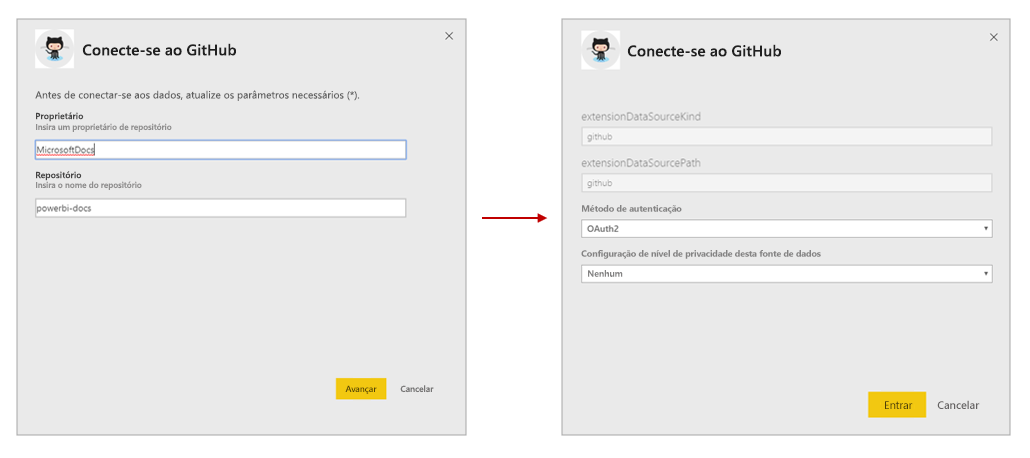 Conecte-se ao GitHub
Antes de conectar-se aos dados, atualize os parâmetros necessários (*).
Proprietário
Insira um proprietário de repositório
MicrosoftDocs
Repositório
Insira o nome do repositório
powerbi-docs
Avançar
Cancelar
Conecte-se ao GitHub
extensionDataSourceKind
github
extensionDataSourcePath
github
Método de autenticação
OAuth2
Configuração de nível de privacidade desta fonte de dados
Nenhum
Entrar
Cancelar